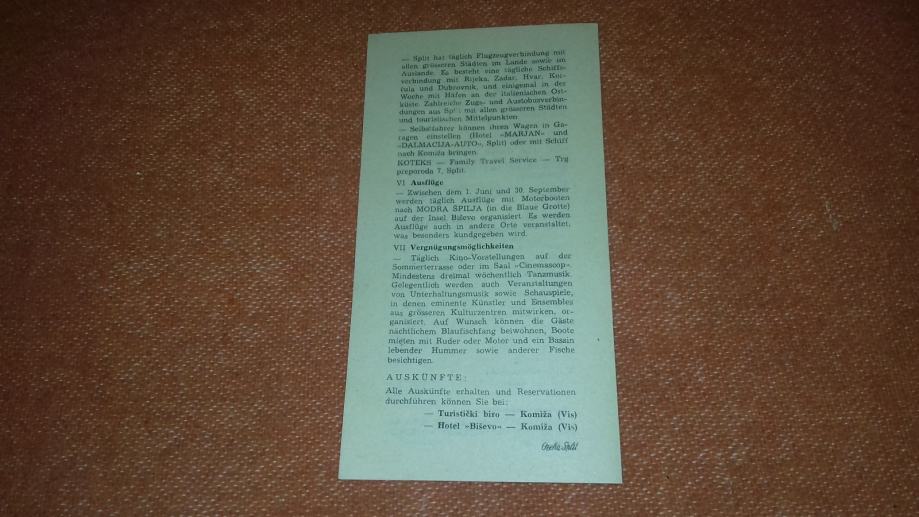 — Split hat täglich Flugzeugverbindung mit
allen grösseren Städten im Lande sowie im
Auslande. Es besteht eine tägliche Schiffs-
verbindung mit Rijeka, Zadar, Hvar, Kor-
čula und Dubrovnik, und einigemal in der
Woche mit Häfen an der italienischen Ost-
küste. Zahlreiche Zugs- und Autobusverbin-
dungen aus Split mit allen grösseren Städten
und touristischen Mittelpunkten
— Selbstfahrer können ihren Wagen in Ga-
ragen einstellen (Hotel »MARJAN« und
»DALMACIJA-AUTO«, Split) oder mit Schiff
nach Komiža bringen.
KOTEKS — Family Travel Service — Trg
preporoda 7, Split.
VI Ausflüge
— Zwischen dem 1. Juni und 30. September
werden täglich Ausflüge mit Motorbooten
nach MODRA ŠPILJA (in die Blaue Grotte)
auf der Insel Biševo organisiert. Es werden
Ausflüge auch in andere Orte veranstaltet,
was besonders kundgegeben wird.
VII Vergnügungsmöglichkeiten
— Täglich Kino-Vorstellungen auf der
Sommerterrasse oder im Saal »Cinemascop«.
Mindestens dreimal wöchentlich Tanzmusik.
Gelegentlich werden auch Veranstaltungen
von Unterhaltungsmusik sowie Schauspiele,
in denen eminente Künstler und Ensembles
aus grösseren Kulturzentren mitwirken, or-
ganisiert. Auf Wunsch können die Gäste
nächtlichem Blaufischfang beiwohnen, Boote
mieten mit Ruder oder Motor und ein Bassin
lebender Hummer sowie anderer Fische
besichtigen.
AUSKÜNFTE:
Alle Auskünfte erhalten und Reservationen
durchführen können Sie bei:
— Turistički biro — Komiža (Vis)
— Hotel »Biševo« — Komiža (Vis)
Split